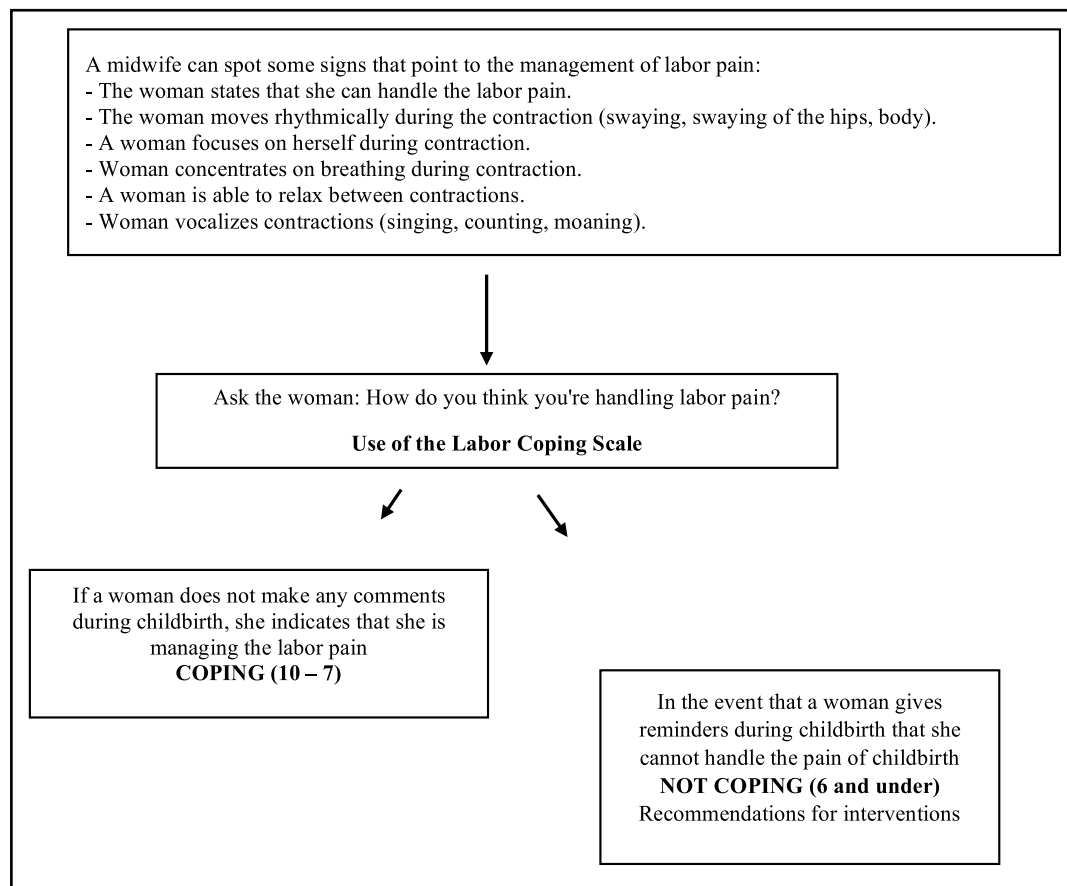 A midwife can spot some signs that point to the management of labor pain:
- The woman states that she can handle the labor pain.
- The woman moves rhythmically during the contraction (swaying, swaying of the hips, body).
- A woman focuses on herself during contraction.
- Woman concentrates on breathing during contraction.
- A woman is able to relax between contractions.
- Woman vocalizes contractions (singing, counting, moaning).
Ask the woman: How do you think you're handling labor pain?
Use of the Labor Coping Scale
If a woman does not make any comments
during childbirth, she indicates that she is
managing the labor pain
COPING (10 – 7)
In the event that a woman gives
reminders during childbirth that she
cannot handle the pain of childbirth
NOT COPING (6 and under)
Recommendations for interventions